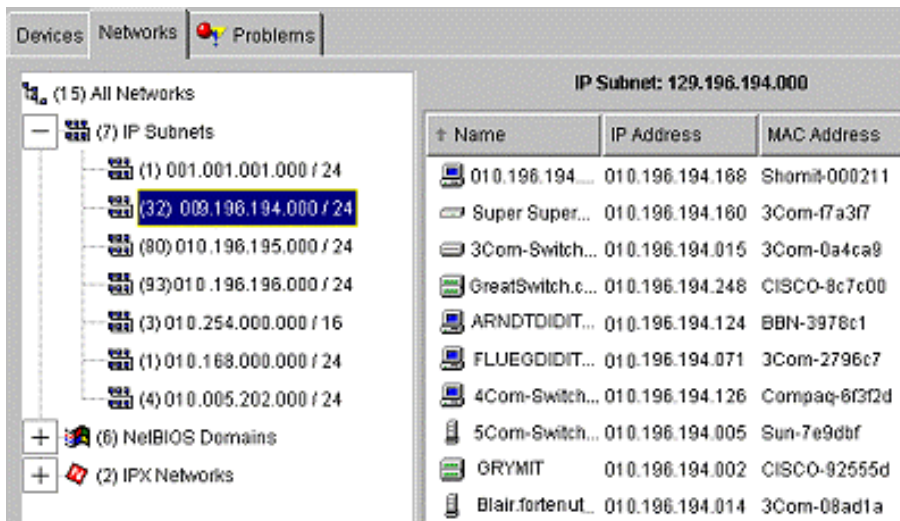 Devices Networks Problems
(15) All Networks
(7) IP Subnets
(1) 001.001.001.000 / 24
(32) 009.196.194.000 / 24
(80) 010.196.195.000 / 24
(93)010 .196.196.000 / 24
(3) 010.254.000.000 / 16
(1) 010.168.000.000 / 24
(4) 010.005.202.000 / 24
(6) NetBIOS Domains
(2) IPX Networks
IP Subnet: 129.196.194.000
Name IP Address MAC Address
010.196.194.... 010.196.194.168 Shomit-000211
Super Super... 010.196.194.160 3Com-f7a3f7
3Com-Switch... 010.196.194.015 3Com-0a4ca9
GreatSwitch.c... 010.196.194.248 CISCO-8c7c00
ARNDTDIDIT... 010.196.194.124 BBN-3978c1
FLUEGDIDIT... 010.196.194.071 3Com-2796c7
4Com-Switch... 010.196.194.126 Compaq-6f3f2d
5Com-Switch... 010.196.194.005 Sun-7e9dbf
GRYMIT 010.196.194.002 CISCO-92555d
Blair.fortenut... 010.196.194.014 3Com-08ad1a